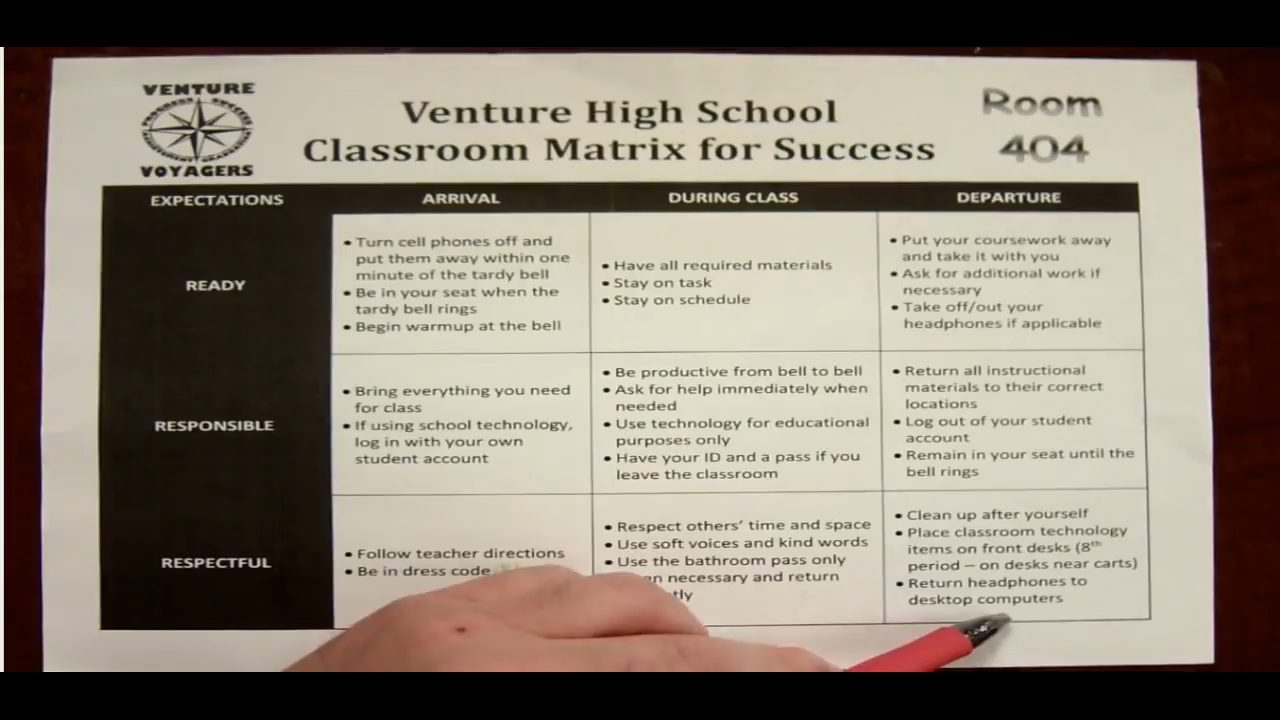 VENTURE
VOYAGERS
Venture High School
Classroom Matrix for Success
Room
404
EXPECTATIONS
ARRIVAL
DURING CLASS
DEPARTURE
READY
• Turn cell phones off and
put them away within one
minute of the tardy bell
• Be in your seat when the
tardy bell rings
• Begin warmup at the bell
• Have all required materials
• Stay on task
• Stay on schedule
• Put your coursework away
and take it with you
• Ask for additional work if
necessary
• Take off/out your
headphones if applicable
RESPONSIBLE
• Bring everything you need
for class
• If using school technology,
log in with your own
student account
• Be productive from bell to bell
• Ask for help immediately when
needed
• Use technology for educational
purposes only
• Have your ID and a pass if you
leave the classroom
• Return all instructional
materials to their correct
locations
• Log out of your student
account
• Remain in your seat until the
bell rings
RESPECTFUL
• Follow teacher directions
• Be in dress code
• Respect others' time and space
• Use soft voices and kind words
• Use the bathroom pass only
necessary and return
• Clean up after yourself
• Place classroom technology
items on front desks (8th
period – on desks near carts)
• Return headphones to
desktop computers